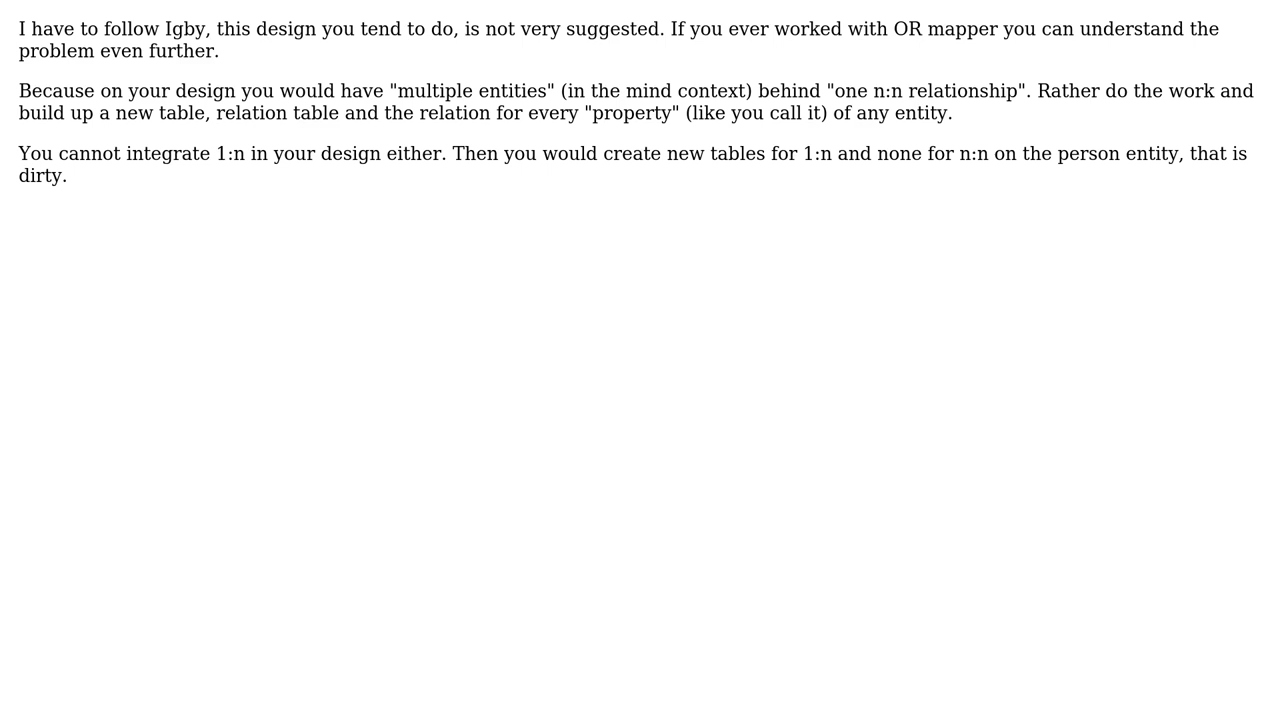 I have to follow Igby, this design you tend to do, is not very suggested. If you ever worked with OR mapper you can understand the
problem even further.
Because on your design you would have "multiple entities" (in the mind context) behind "one n:n relationship". Rather do the work and
build up a new table, relation table and the relation for every "property" (like you call it) of any entity.
You cannot integrate 1:n in your design either. Then you would create new tables for 1:n and none for n:n on the person entity, that is
dirty.